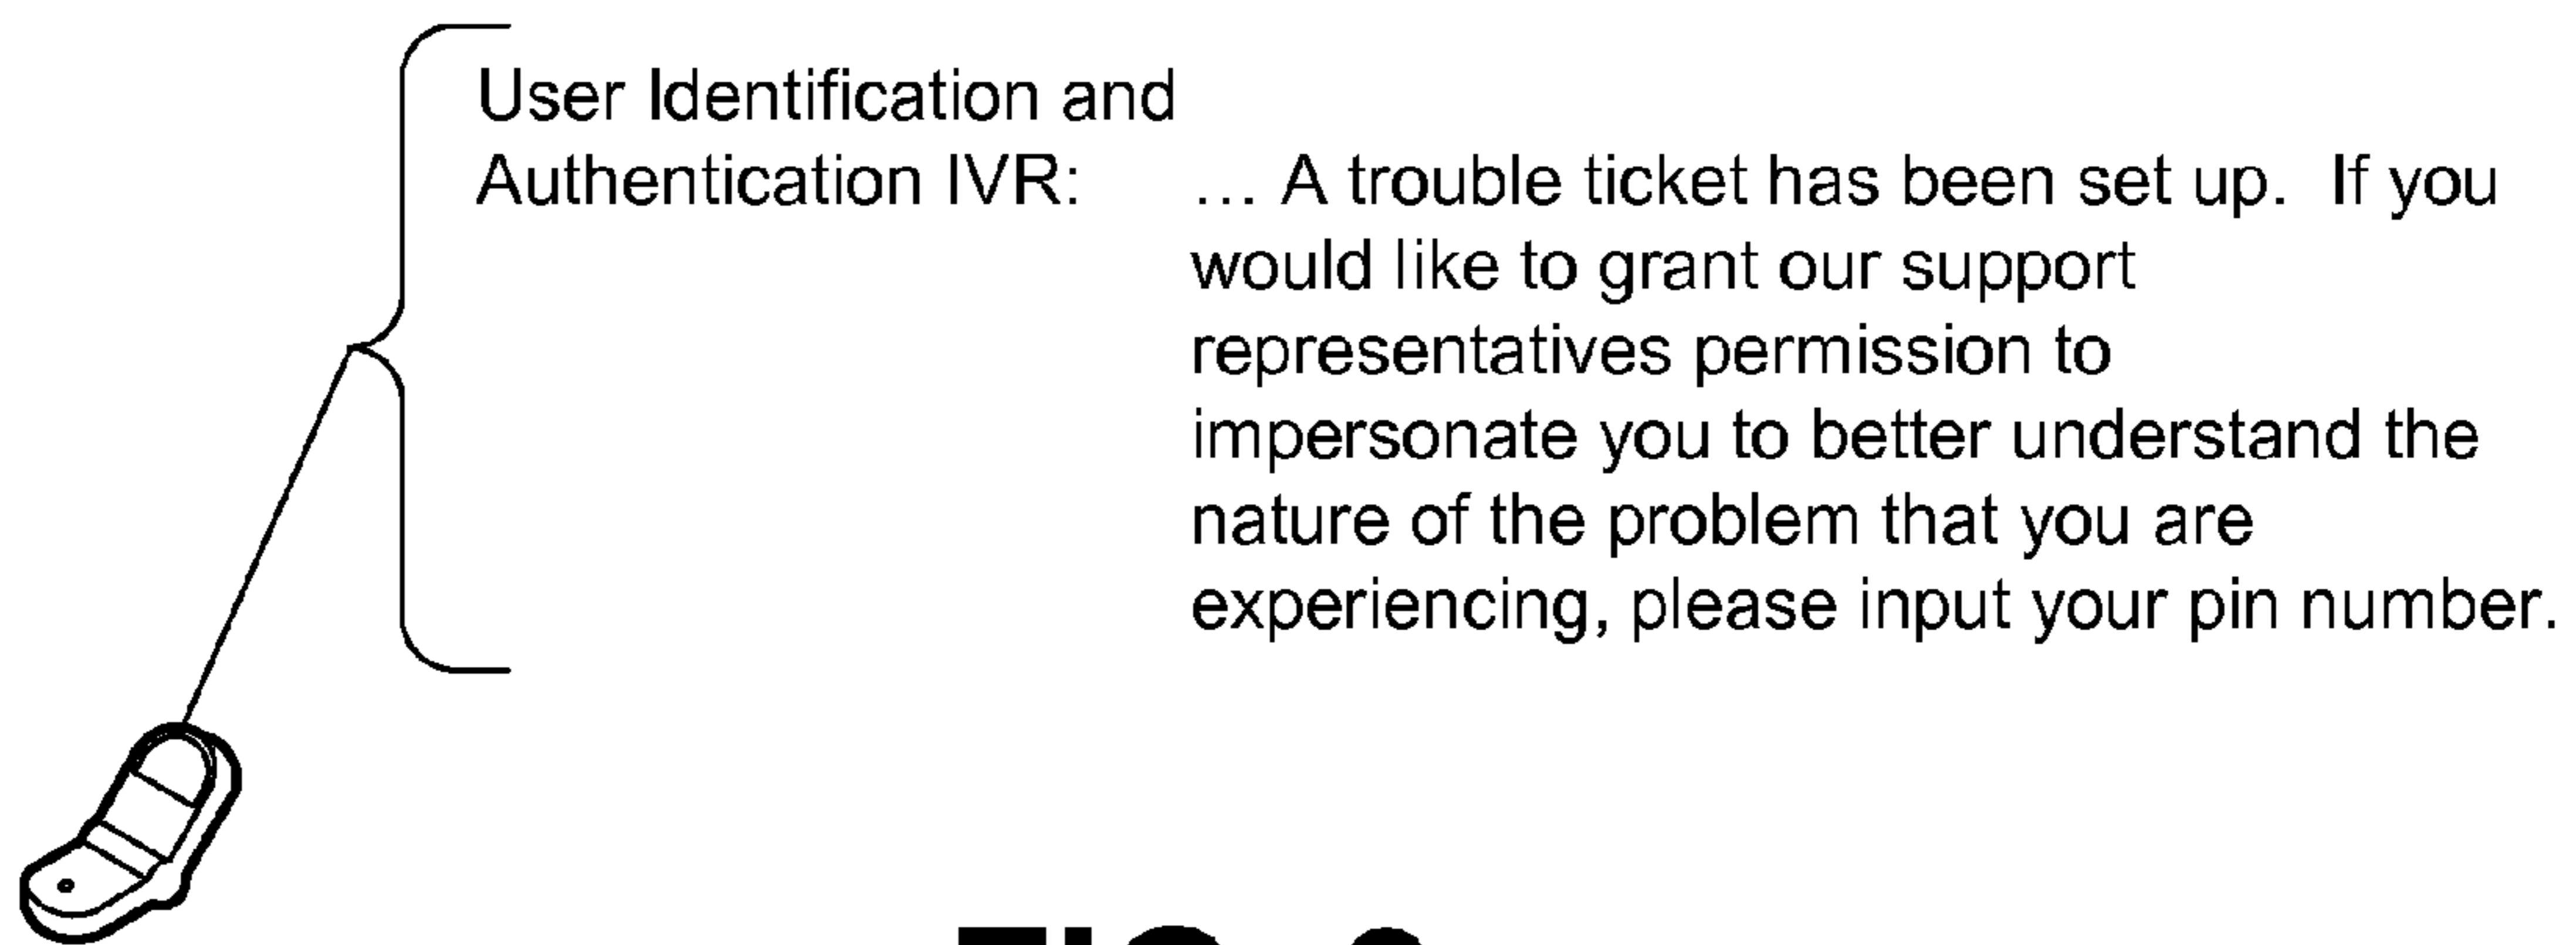 User Identification and
Authentication IVR: ... A trouble ticket has been set up. If you
would like to grant our support
representatives permission to
impersonate you to better understand the
nature of the problem that you are
experiencing, please input your pin number.